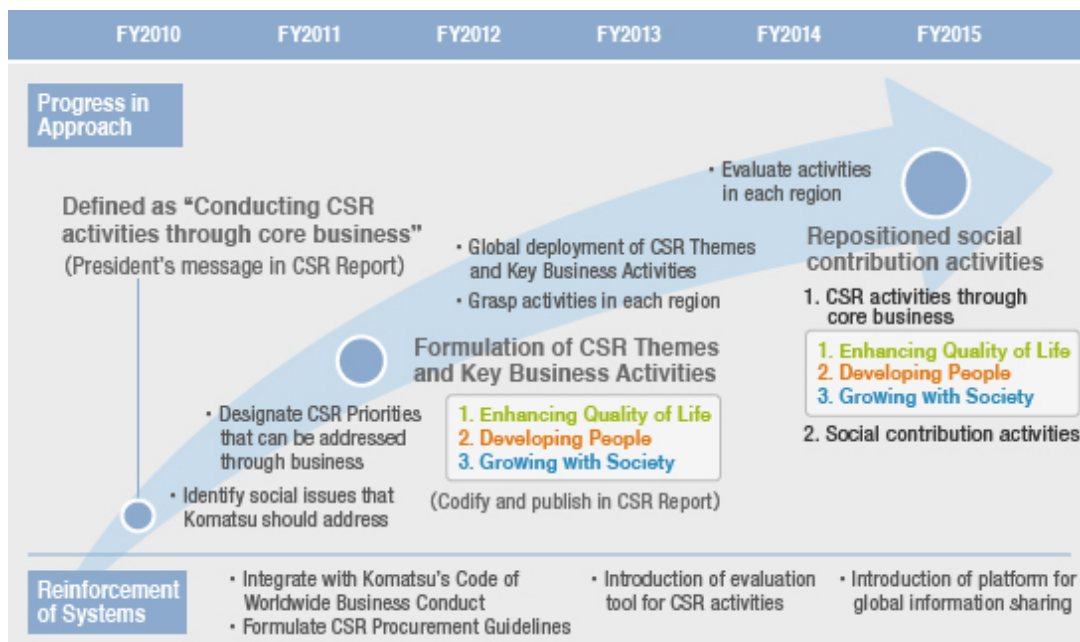 FY2010 FY2011 FY2012 FY2013 FY2014 FY2015
Progress in
Approach
Defined as “Conducting CSR
activities through core business”
(President’s message in CSR Report)
・Identify social issues that
Komatsu should address
・Designate CSR Priorities
that can be addressed
through business
Formulation of CSR Themes
and Key Business Activities
1. Enhancing Quality of Life
2. Developing People
3. Growing with Society
(Codify and publish in CSR Report)
・Global deployment of CSR Themes
and Key Business Activities
・Grasp activities in each region
・Evaluate activities
in each region
Repositioned social
contribution activities
1. CSR activities through
core business
1. Enhancing Quality of Life
2. Developing People
3. Growing with Society
2. Social contribution activities
Reinforcement
of Systems
・Integrate with Komatsu’s Code of
Worldwide Business Conduct
・Formulate CSR Procurement Guidelines
・Introduction of evaluation
tool for CSR activities
・Introduction of platform for
global information sharing